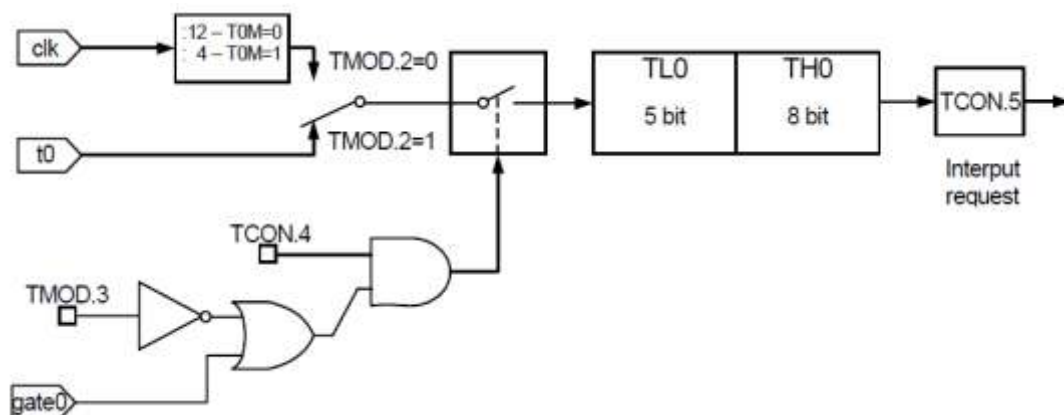 clk
:12 – T0M=0
: 4 – T0M=1
TMOD.2=0
TL0
TH0
5 bit
8 bit
TCON.5
t0
TMOD.2=1
Interput
request
TCON.4
TMOD.3
gate0